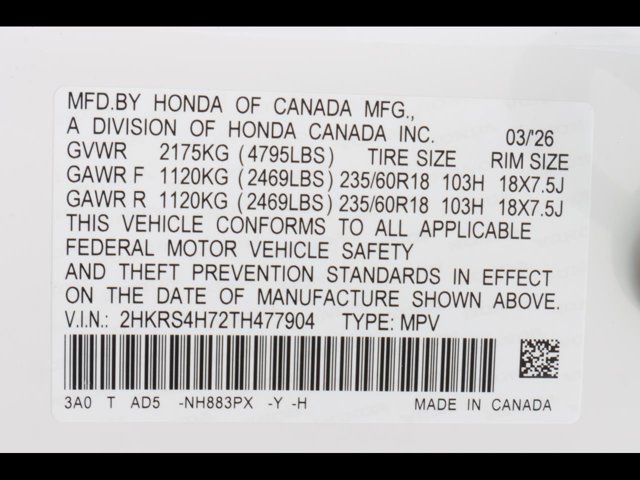 MFD.BY HONDA OF CANADA MFG.,
A DIVISION OF HONDA CANADA INC. 03/'26
GVWR 2175KG (4795LBS) TIRE SIZE RIM SIZE
GAWR F 1120KG (2469LBS) 235/60R18 103H 18X7.5J
GAWR R 1120KG (2469LBS) 235/60R18 103H 18X7.5J
THIS VEHICLE CONFORMS TO ALL APPLICABLE
FEDERAL MOTOR VEHICLE SAFETY
AND THEFT PREVENTION STANDARDS IN EFFECT
ON THE DATE OF MANUFACTURE SHOWN ABOVE.
V.I.N.: 2HKRS4H72TH477904 TYPE: MPV
3A0 T AD5 -NH883PX -Y -H MADE IN CANADA